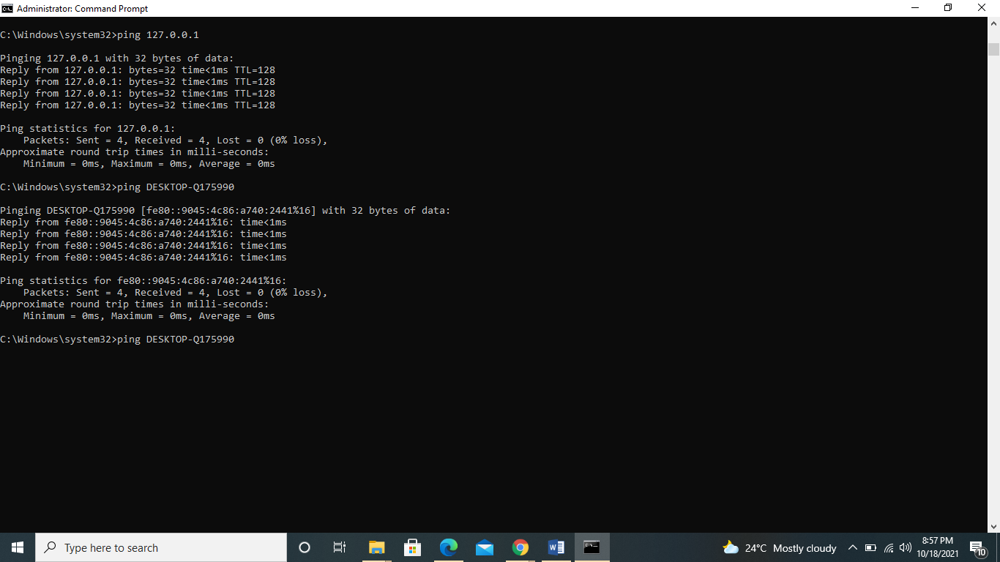 Administrator: Command Prompt
C:\Windows\system32>ping 127.0.0.1
Pinging 127.0.0.1 with 32 bytes of data:
Reply from 127.0.0.1: bytes=32 time<1ms TTL=128
Reply from 127.0.0.1: bytes=32 time<1ms TTL=128
Reply from 127.0.0.1: bytes=32 time<1ms TTL=128
Reply from 127.0.0.1: bytes=32 time<1ms TTL=128
Ping statistics for 127.0.0.1:
    Packets: Sent = 4, Received = 4, Lost = 0 (0% loss),
Approximate round trip times in milli-seconds:
    Minimum = 0ms, Maximum = 0ms, Average = 0ms
C:\Windows\system32>ping DESKTOP-Q175990
Pinging DESKTOP-Q175990 [fe80::9045:4c86:a740:2441%16] with 32 bytes of data:
Reply from fe80::9045:4c86:a740:2441%16: time<1ms
Reply from fe80::9045:4c86:a740:2441%16: time<1ms
Reply from fe80::9045:4c86:a740:2441%16: time<1ms
Reply from fe80::9045:4c86:a740:2441%16: time<1ms
Ping statistics for fe80::9045:4c86:a740:2441%16:
    Packets: Sent = 4, Received = 4, Lost = 0 (0% loss),
Approximate round trip times in milli-seconds:
    Minimum = 0ms, Maximum = 0ms, Average = 0ms
C:\Windows\system32>ping DESKTOP-Q175990
Type here to search
24°C Mostly cloudy
8:57 PM
10/18/2021
10